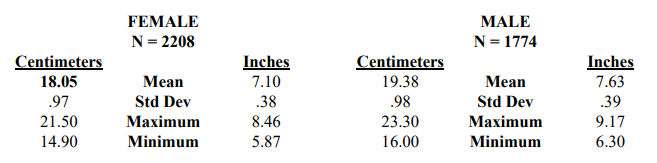 FEMALE MALE
N = 2208 N = 1774
Centimeters Inches Centimeters Inches
18.05 Mean 7.10 19.38 Mean 7.63
.97 Std Dev .38 .98 Std Dev .39
21.50 Maximum 8.46 23.30 Maximum 9.17
14.90 Minimum 5.87 16.00 Minimum 6.30